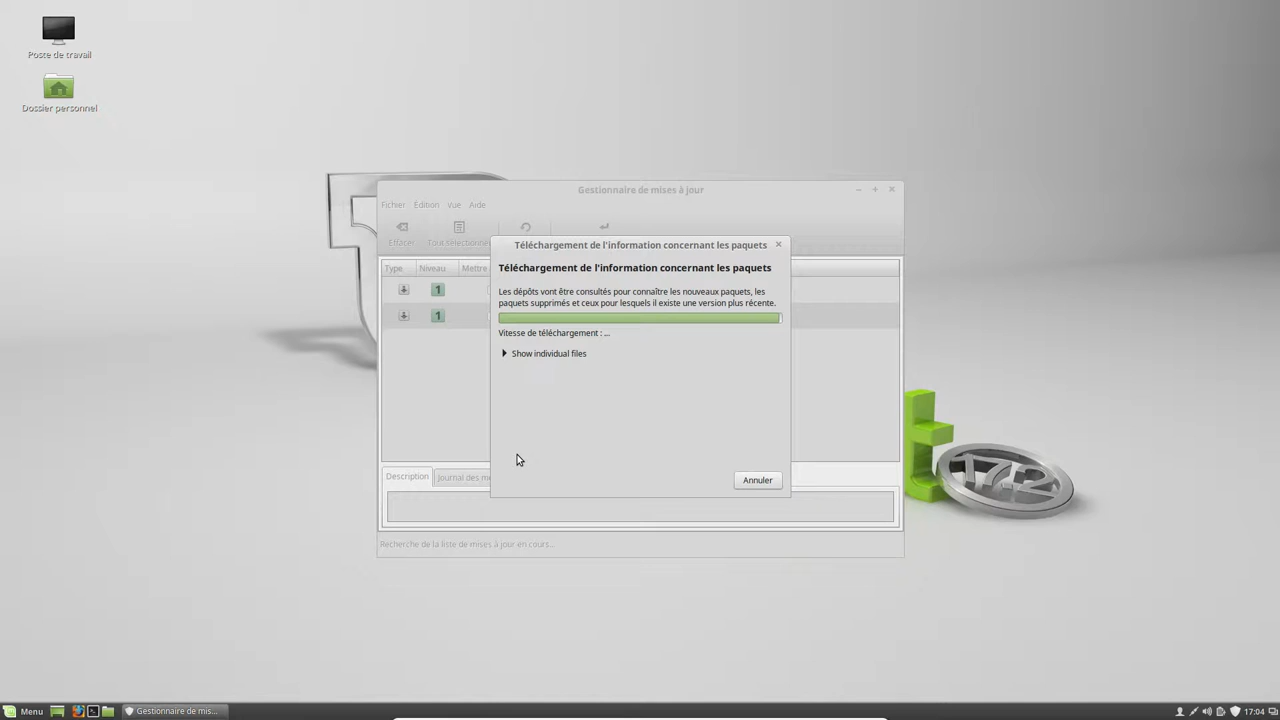 Poste de travail
Dossier personnel
Gestionnaire de mises à jour
Fichier Édition Vue Aide
Effacer Tout sélectionner
Type Niveau Mettre
1
1
Téléchargement de l'information concernant les paquets
Téléchargement de l'information concernant les paquets
Les dépôts vont être consultés pour connaître les nouveaux paquets, les
paquets supprimés et ceux pour lesquels il existe une version plus récente.
Vitesse de téléchargement : ...
Show individual files
Annuler
Description Journal des
Recherche de la liste de mises à jour en cours...
172
Menu Gestionnaire de mis... 17:04